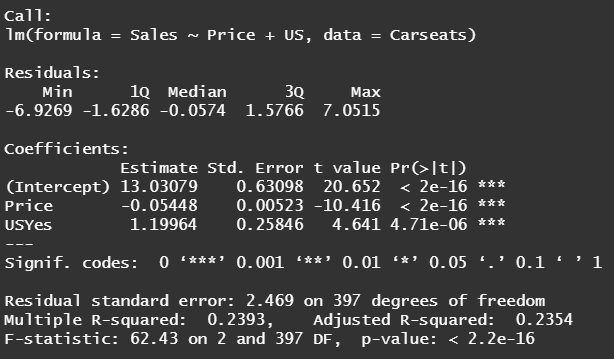 Call:
lm(formula = Sales ~ Price + US, data = Carseats)

Residuals:
    Min      1Q  Median      3Q     Max
-6.9269 -1.6286 -0.0574  1.5766  7.0515

Coefficients:
            Estimate Std. Error t value Pr(>|t|)
(Intercept) 13.03079    0.63098  20.652  < 2e-16 ***
Price       -0.05448    0.00523 -10.416  < 2e-16 ***
USYes        1.19964    0.25846   4.641 4.71e-06 ***
---
Signif. codes:  0 ‘***’ 0.001 ‘**’ 0.01 ‘*’ 0.05 ‘.’ 0.1 ‘ ’ 1

Residual standard error: 2.469 on 397 degrees of freedom
Multiple R-squared:  0.2393,	Adjusted R-squared:  0.2354
F-statistic: 62.43 on 2 and 397 DF,  p-value: < 2.2e-16